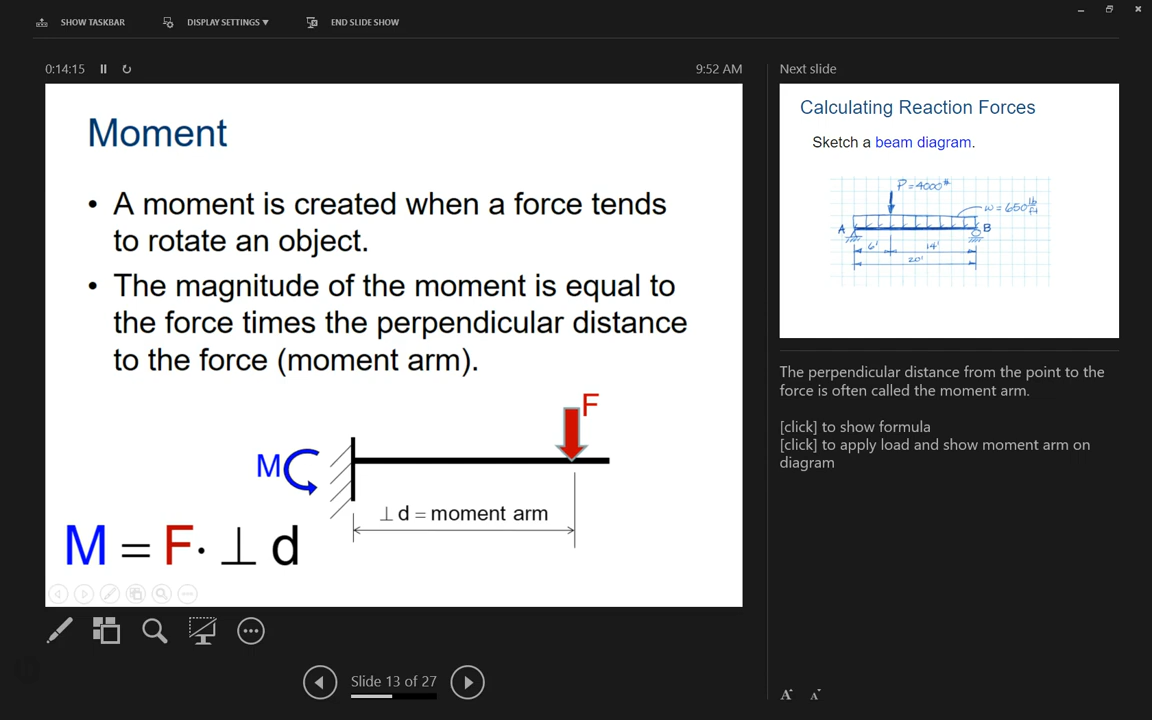 SHOW TASKBAR
DISPLAY SETTINGS ▼
END SLIDE SHOW
0:14:15
9:52 AM
Moment
• A moment is created when a force tends
to rotate an object.
• The magnitude of the moment is equal to
the force times the perpendicular distance
to the force (moment arm).
F
M
⊥ d = moment arm
M = F · ⊥ d
Slide 13 of 27
Next slide
Calculating Reaction Forces
Sketch a beam diagram.
P = 4000#
w = 650 lb/ft
A
B
6'
14'
20'
The perpendicular distance from the point to the
force is often called the moment arm.
[click] to show formula
[click] to apply load and show moment arm on
diagram
A
A